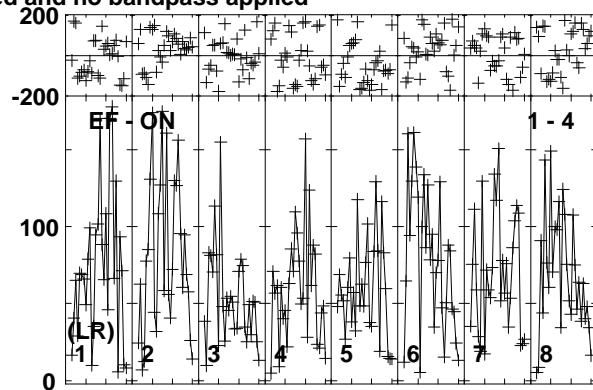 ed and no bandpass applied
200
-200
EF - ON 1 - 4
100
(LR)
1 2 3 4 5 6 7 8
0